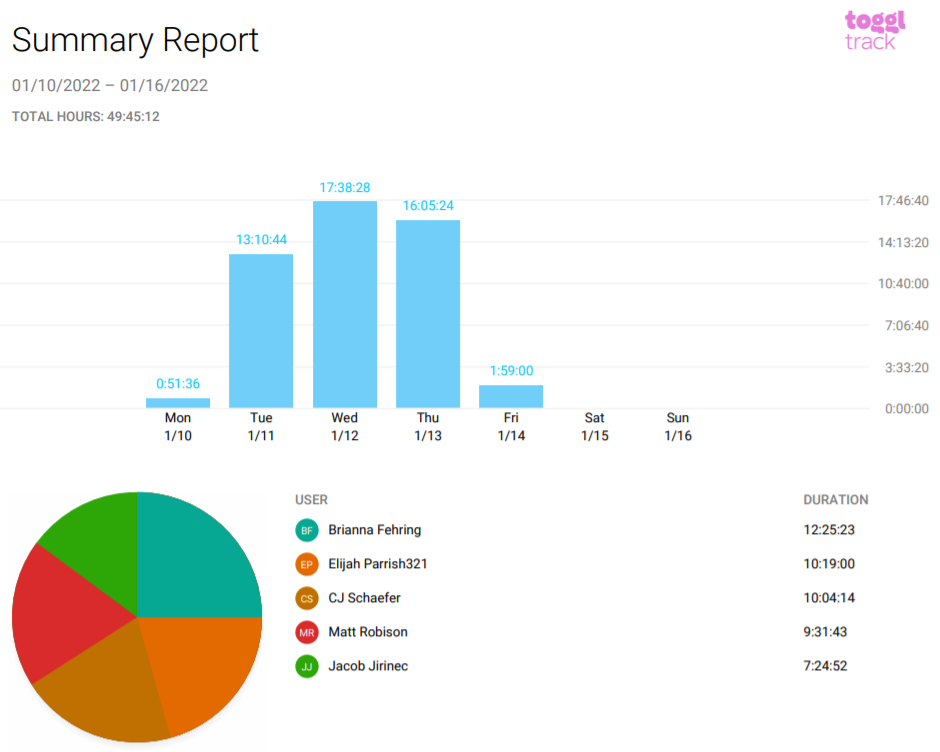 Summary Report
toggl
track
01/10/2022 – 01/16/2022
TOTAL HOURS: 49:45:12
17:38:28
17:46:40
16:05:24
13:10:44
14:13:20
10:40:00
7:06:40
0:51:36
1:59:00
3:33:20
0:00:00
Mon Tue Wed Thu Fri Sat Sun
1/10 1/11 1/12 1/13 1/14 1/15 1/16
USER DURATION
BF Brianna Fehring 12:25:23
EP Elijah Parrish321 10:19:00
CS CJ Schaefer 10:04:14
MR Matt Robison 9:31:43
JJ Jacob Jirinec 7:24:52